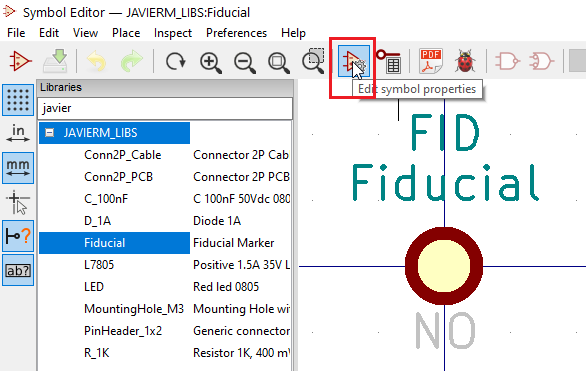 Symbol Editor — JAVIERM_LIBS:Fiducial
File Edit View Place Inspect Preferences Help
PDF
Edit symbol properties
Libraries
javier
JAVIERM_LIBS
Conn2P_Cable Connector 2P Cab
Conn2P_PCB Connector 2P PCB
C_100nF C 100nF 50Vdc 080
D_1A Diode 1A
Fiducial Fiducial Marker
L7805 Positive 1.5A 35V L
LED Red led 0805
MountingHole_M3 Mounting Hole wi
PinHeader_1x2 Generic connector
R_1K Resistor 1K, 400 mW
in
mm
?
ab?
FID
Fiducial
NO